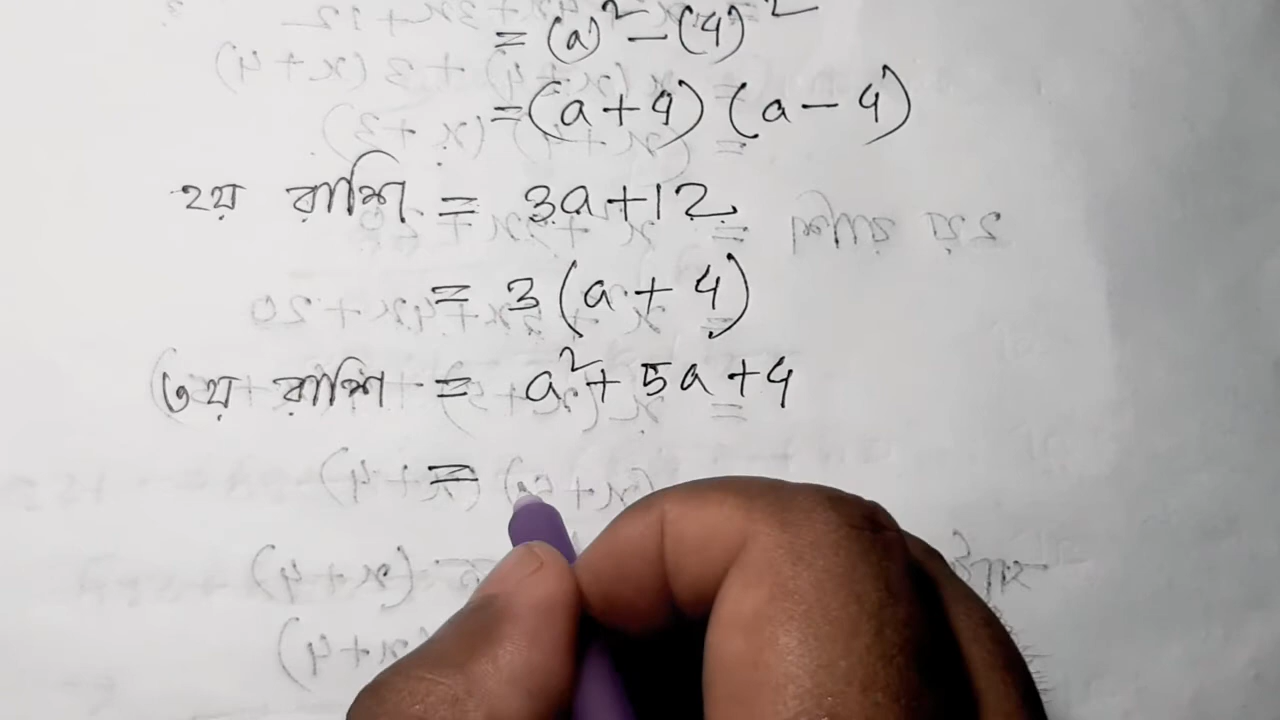 = (a)² − (4)²
= (a + 4) (a − 4)
২য় রাশি = 3a + 12
= 3 (a + 4)
৩য় রাশি = a² + 5a + 4
=